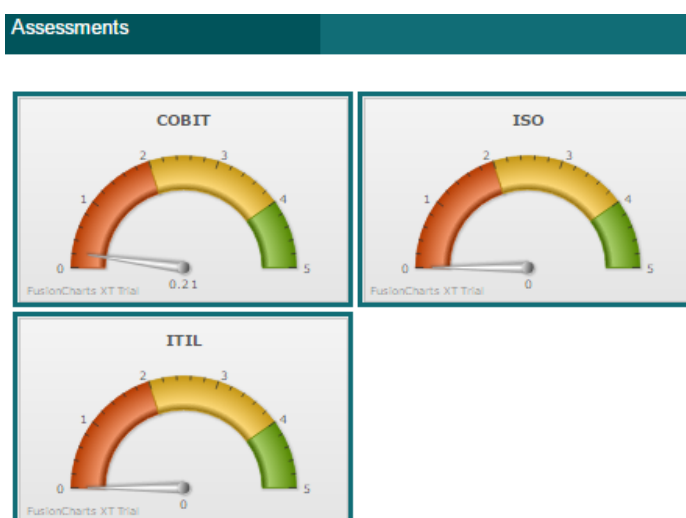 Assessments
COBIT
0 1 2 3 4 5
0.21
FusionCharts XT Trial
ISO
0 1 2 3 4 5
0
FusionCharts XT Trial
ITIL
0 1 2 3 4 5
0
FusionCharts XT Trial